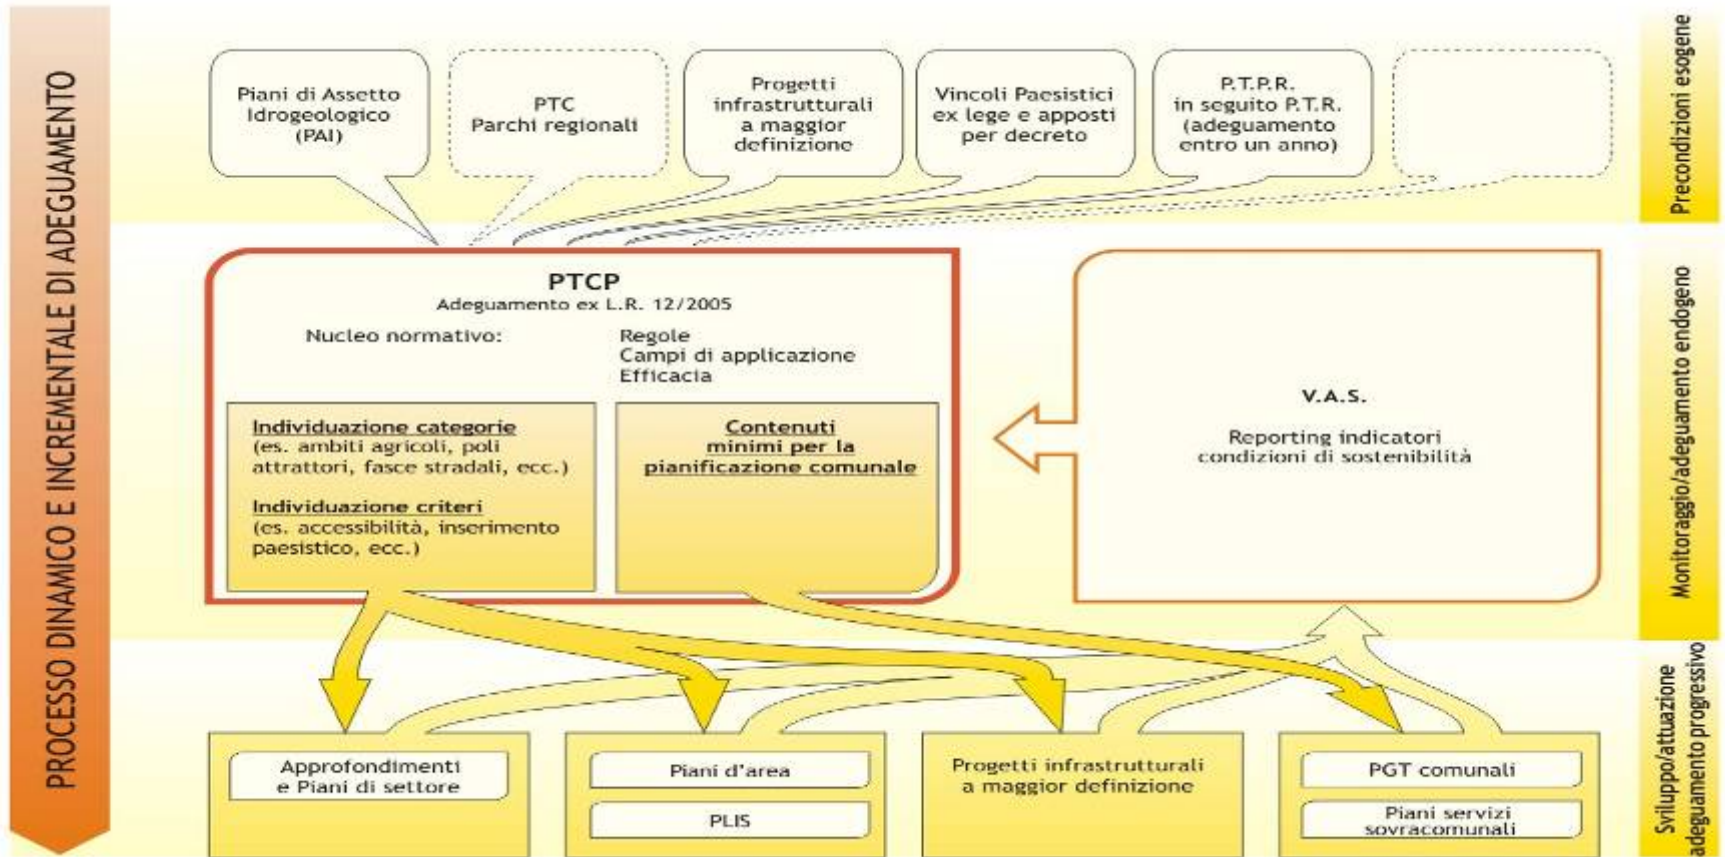 PROCESSO DINAMICO E INCREMENTALE DI ADEGUAMENTO
Piani di Assetto
Idrogeologico
(PAI)
PTC
Parchi regionali
Progetti
infrastrutturali
a maggior
definizione
Vincoli Paesistici
ex lege e apposti
per decreto
P.T.P.R.
in seguito P.T.R.
(adeguamento
entro un anno)
Precondizioni esogene
PTCP
Adeguamento ex L.R. 12/2005
Nucleo normativo:
Regole
Campi di applicazione
Efficacia
Individuazione categorie
(es. ambiti agricoli, poli
attrattori, fasce stradali, ecc.)
Individuazione criteri
(es. accessibilità, inserimento
paesistico, ecc.)
Contenuti
minimi per la
pianificazione comunale
V.A.S.
Reporting indicatori
condizioni di sostenibilità
Monitoraggio/adeguamento endogeno
Approfondimenti
e Piani di settore
Piani d'area
PLIS
Progetti infrastrutturali
a maggior definizione
PGT comunali
Piani servizi
sovracomunali
Sviluppo/attuazione
adeguamento progressivo